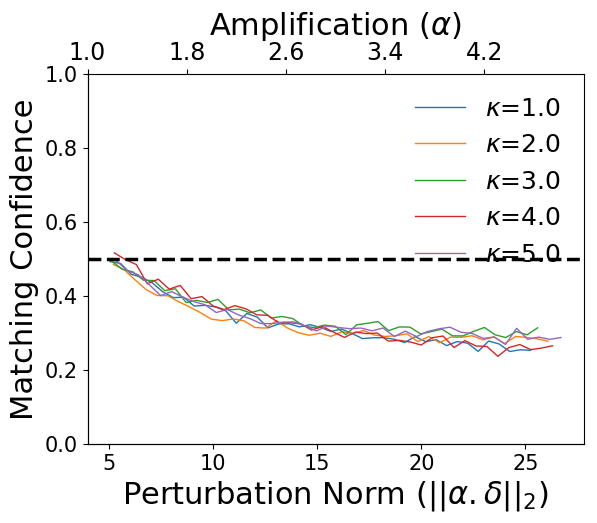 Amplification (α)
1.0 1.8 2.6 3.4 4.2
1.0
0.8
0.6
0.4
0.2
0.0
Matching Confidence
κ=1.0
κ=2.0
κ=3.0
κ=4.0
κ=5.0
5 10 15 20 25
Perturbation Norm (||α.δ||₂)